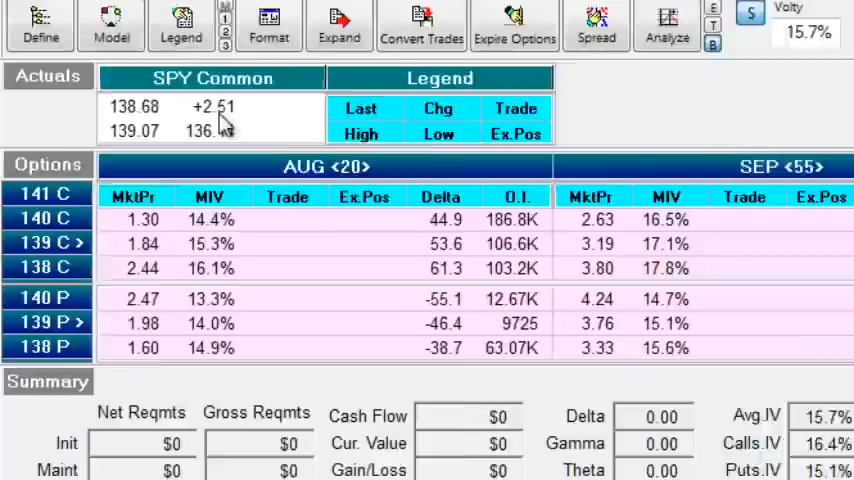 Define Model Legend M 1 2 3 Format Expand Convert Trades Expire Options Spread Analyze E T B S Volty 15.7%
Actuals SPY Common Legend
138.68 +2.51 Last Chg Trade
139.07 High Low Ex.Pos
Options AUG <20> SEP <55>
141 C MktPr MIV Trade Ex.Pos Delta O.I. MktPr MIV Trade Ex.Pos
140 C 1.30 14.4% 44.9 186.8K 2.63 16.5%
139 C > 1.84 15.3% 53.6 106.6K 3.19 17.1%
138 C 2.44 16.1% 61.3 103.2K 3.80 17.8%
140 P 2.47 13.3% -55.1 12.67K 4.24 14.7%
139 P > 1.98 14.0% -46.4 9725 3.76 15.1%
138 P 1.60 14.9% -38.7 63.07K 3.33 15.6%
Summary
Net Reqmts Gross Reqmts Cash Flow $0 Delta 0.00 Avg.IV 15.7%
Init $0 $0 Cur. Value $0 Gamma 0.00 Calls.IV 16.4%
Maint $0 $0 Gain/Loss $0 Theta 0.00 Puts.IV 15.1%